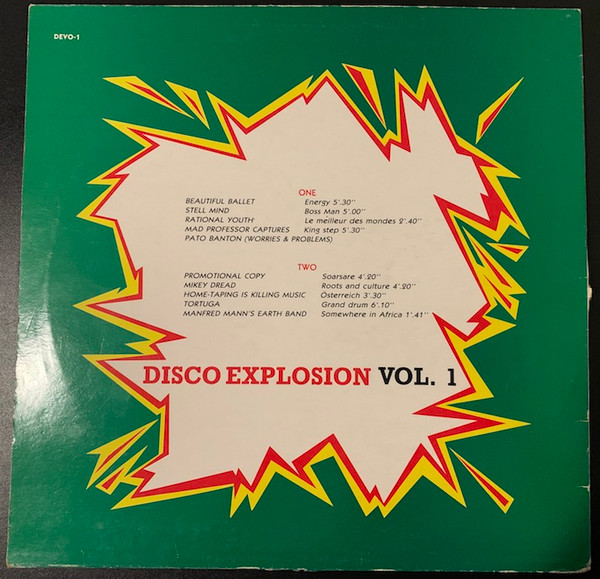 DEVO-1
ONE
BEAUTIFUL BALLET Energy 5'.30"
STELL MIND Boss Man 5'.00"
RATIONAL YOUTH' Le meilleur des mondes 2'.40"
MAD PROFESSOR CAPTURES King step 5'.30"
PATO BANTON (WORRIES & PROBLEMS)
TWO
PROMOTIONAL COPY Soarsare 4'.20"
MIKEY DREAD Roots and culture 4'.20"
HOME-TAPING IS KILLING MUSIC Osterreich 3'.30"
TORTUGA Grand drum 6'.10"
MANFRED MANN'S EARTH BAND Somewhere in Africa 1'.41"
DISCO EXPLOSION VOL. 1